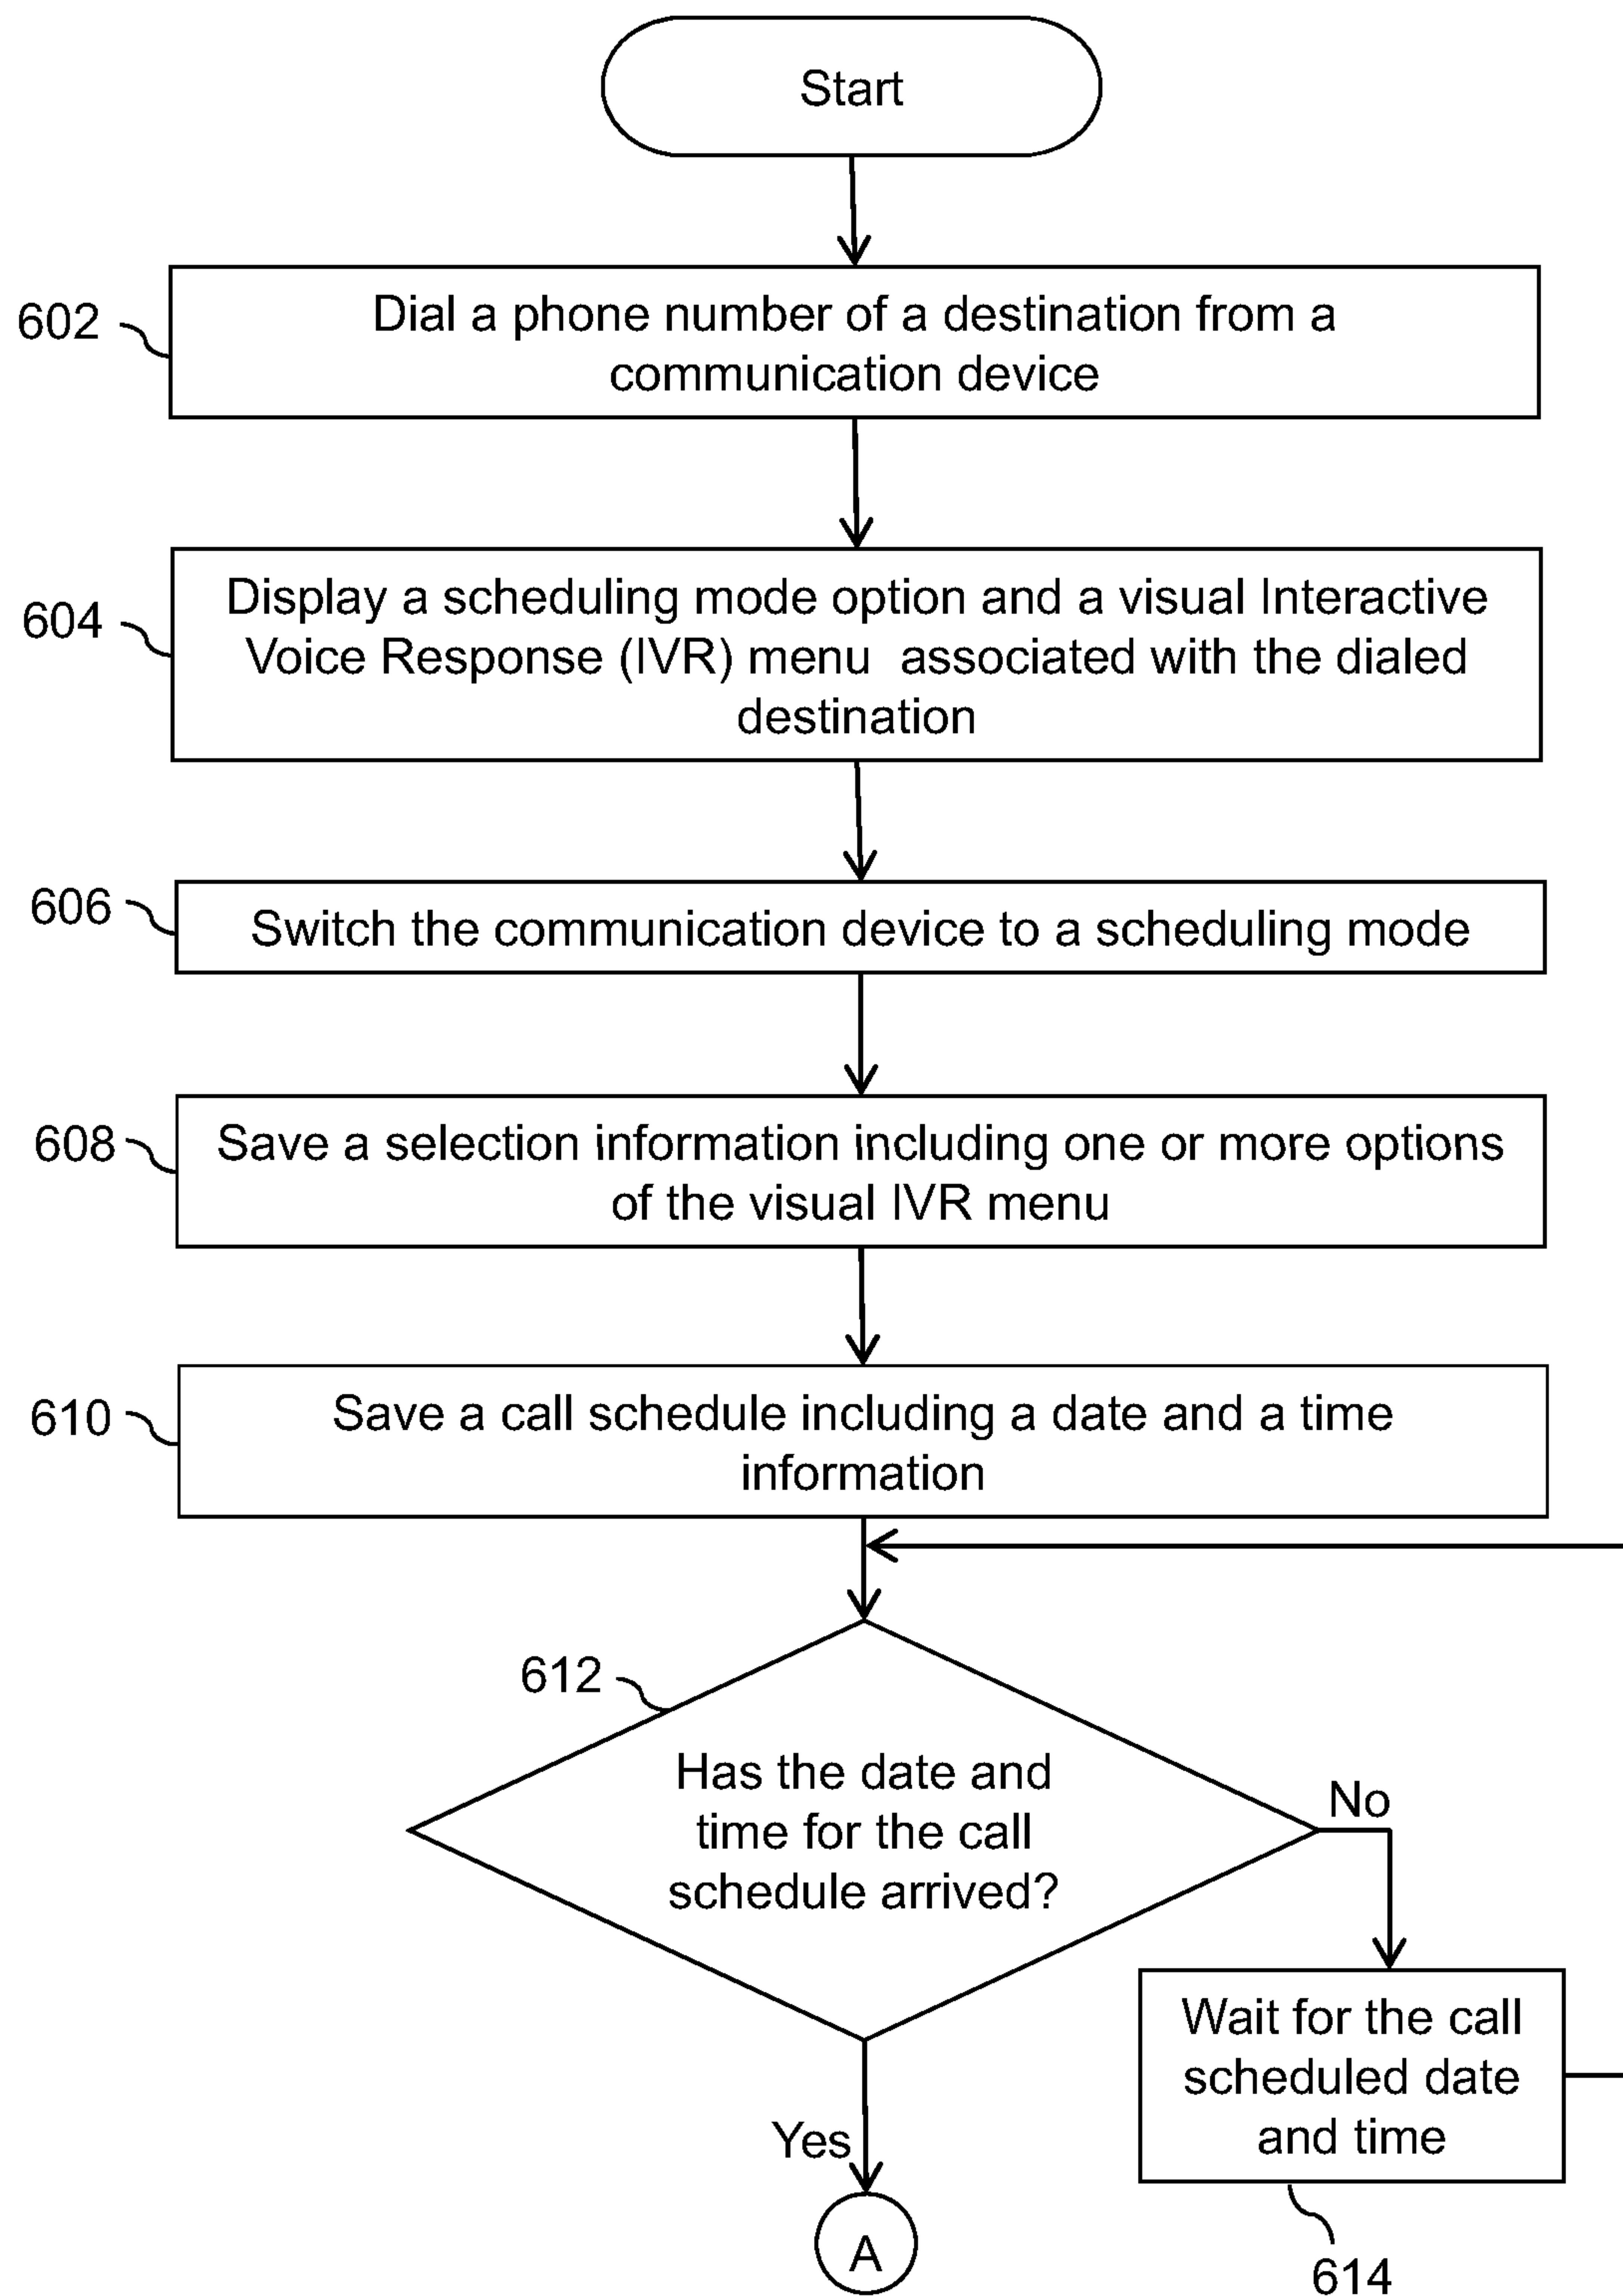 Start
602
Dial a phone number of a destination from a
communication device
604
Display a scheduling mode option and a visual Interactive
Voice Response (IVR) menu associated with the dialed
destination
606
Switch the communication device to a scheduling mode
608
Save a selection information including one or more options
of the visual IVR menu
610
Save a call schedule including a date and a time
information
612
Has the date and
time for the call
schedule arrived?
No
Wait for the call
scheduled date
and time
Yes
A
614